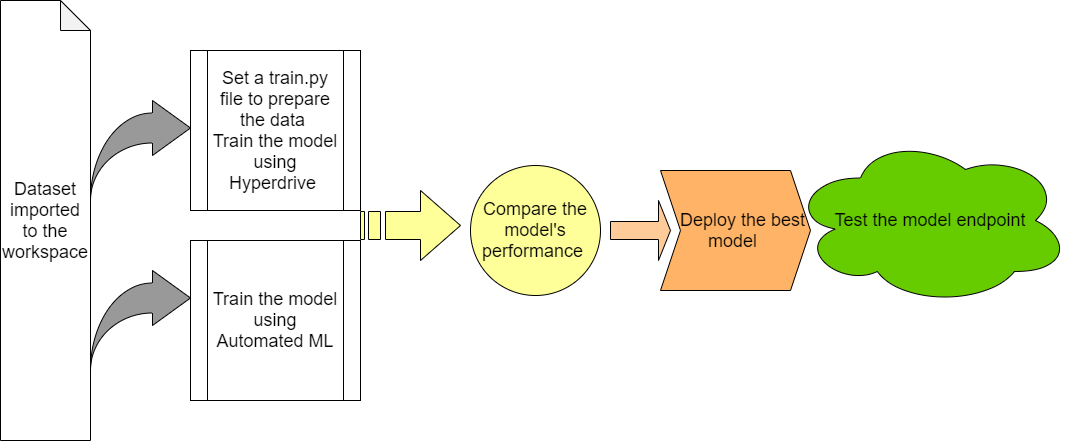 Dataset
imported
to the
workspace
Set a train.py
file to prepare
the data
Train the model
using
Hyperdrive
Train the model
using
Automated ML
Compare the
model's
performance
Deploy the best
model
Test the model endpoint